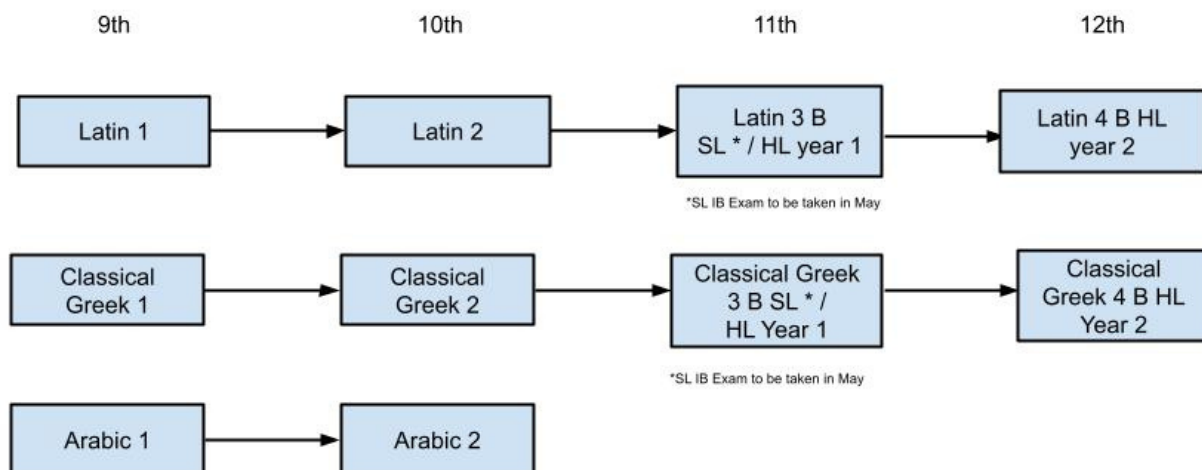 9th
10th
11th
12th
Latin 1
Latin 2
Latin 3 B
SL * / HL year 1
Latin 4 B HL
year 2
*SL IB Exam to be taken in May
Classical
Greek 1
Classical
Greek 2
Classical Greek
3 B SL * /
HL Year 1
Classical
Greek 4 B HL
Year 2
*SL IB Exam to be taken in May
Arabic 1
Arabic 2